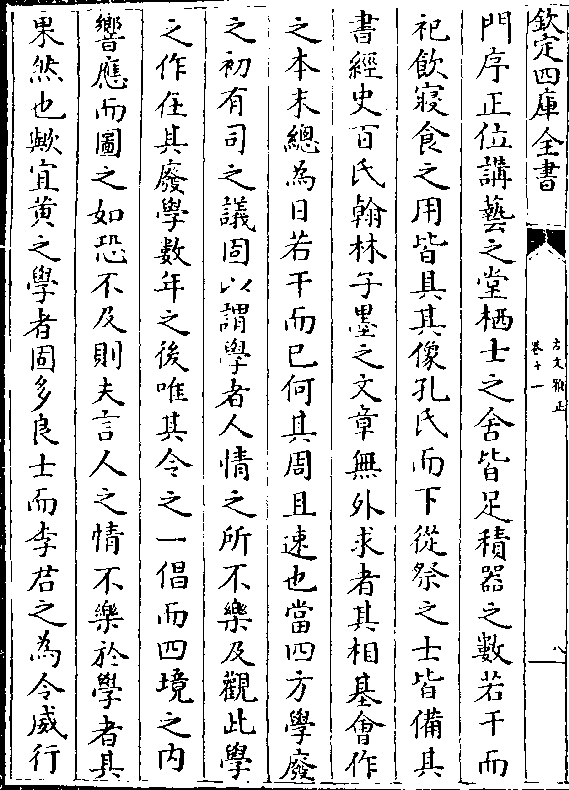 欽定四庫全書
古文雅正
卷十一
八
門序正位講藝之堂栖士之舍皆足積器之數若干而
祀飲寝食之用皆具其像孔氏而下從祭之士皆備其
書經史百氏翰林子墨之文章無外求者其相基㑹作
之本末總為日若干而已何其周且速也當四方學廢
之初有司之議固以謂學者人情之所不樂及觀此學
之作在其廢學數年之後唯其令之一倡而四境之内
響應而圖之如恐不及則夫言人之情不樂於學者其
果然也歟宜黄之學者固多良士而李君之為令威行